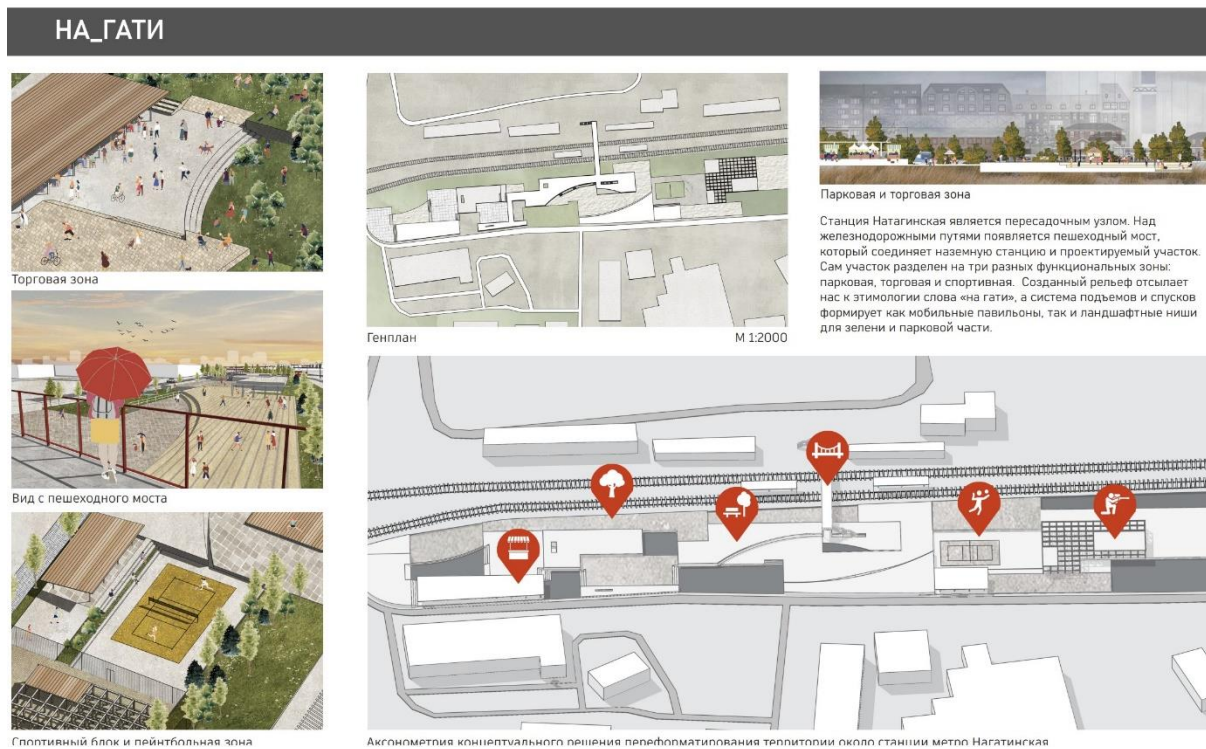 НА_ГАТИ
Торговая зона
Вид с пешеходного моста
Спортивный блок и пейнтбольная зона
Генплан
М 1:2000
Парковая и торговая зона
Станция Натагинская является пересадочным узлом. Над
железнодорожными путями появляется пешеходный мост,
который соединяет наземную станцию и проектируемый участок.
Сам участок разделен на три разных функциональных зоны:
парковая, торговая и спортивная. Созданный рельеф отсылает
нас к этимологии слова «на гати», а система подъемов и спусков
формирует как мобильные павильоны, так и ландшафтные ниши
для зелени и парковой части.
Аксонометрия концептуального решения переформатирования территории около станции метро Нагатинская